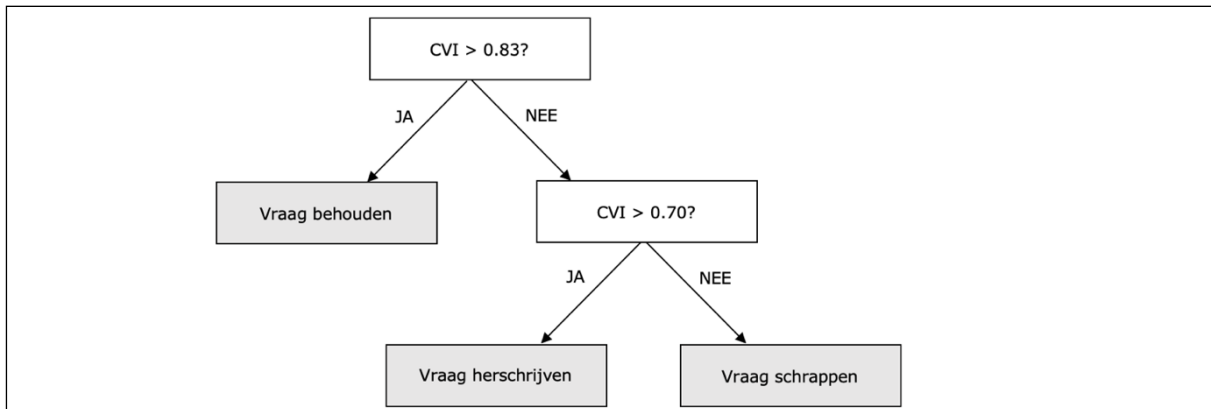 CVI > 0.83?
JA
NEE
Vraag behouden
CVI > 0.70?
JA
NEE
Vraag herschrijven
Vraag schrappen